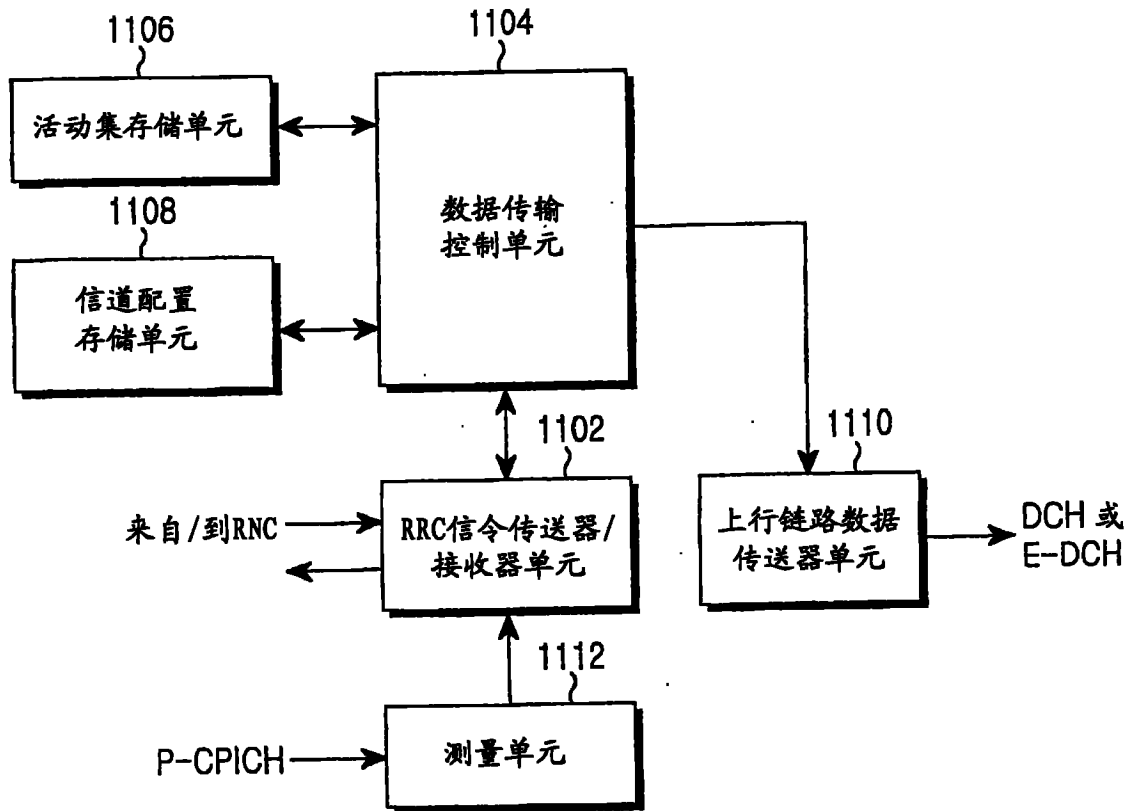 1106
活动集存储单元
1104
数据传输
控制单元
1108
信道配置
存储单元
1102
RRC信令传送器/
接收器单元
来自/到RNC
1110
上行链路数据
传送器单元
DCH 或
E-DCH
1112
测量单元
P-CPICH